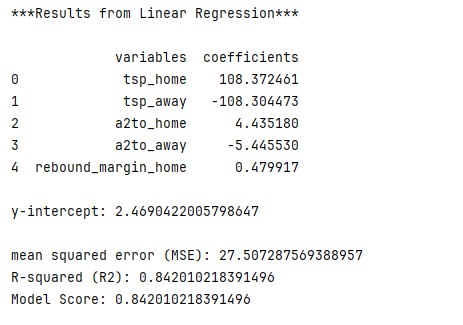 ***Results from Linear Regression***
variables coefficients
0 tsp_home 108.372461
1 tsp_away -108.304473
2 a2to_home 4.435180
3 a2to_away -5.445530
4 rebound_margin_home 0.479917
y-intercept: 2.4690422005798647
mean squared error (MSE): 27.507287569388957
R-squared (R2): 0.842010218391496
Model Score: 0.842010218391496